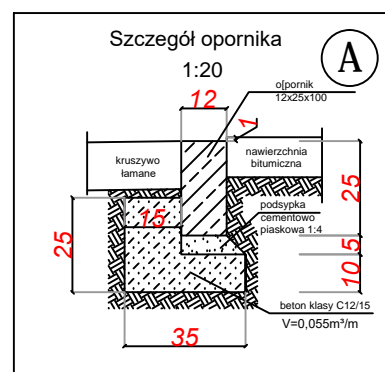 Szczegół opornika
1:20
A
o[pornik
12x25x100
12
1
kruszywo
łamane
nawierzchnia
bitumiczna
25
15
podsypka
cementowo
piaskowa 1:4
25
5
10
beton klasy C12/15
V=0,055m³/m
35